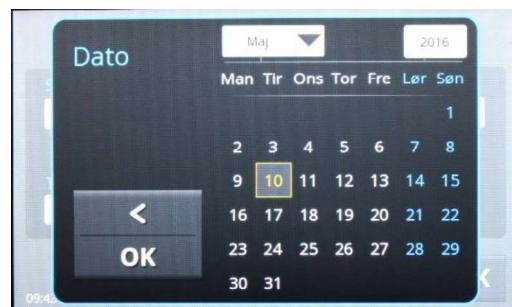 Dato
Maj
2016
Man Tir Ons Tor Fre Lør Søn
1
2 3 4 5 6 7 8
9 10 11 12 13 14 15
16 17 18 19 20 21 22
23 24 25 26 27 28 29
30 31
<
OK